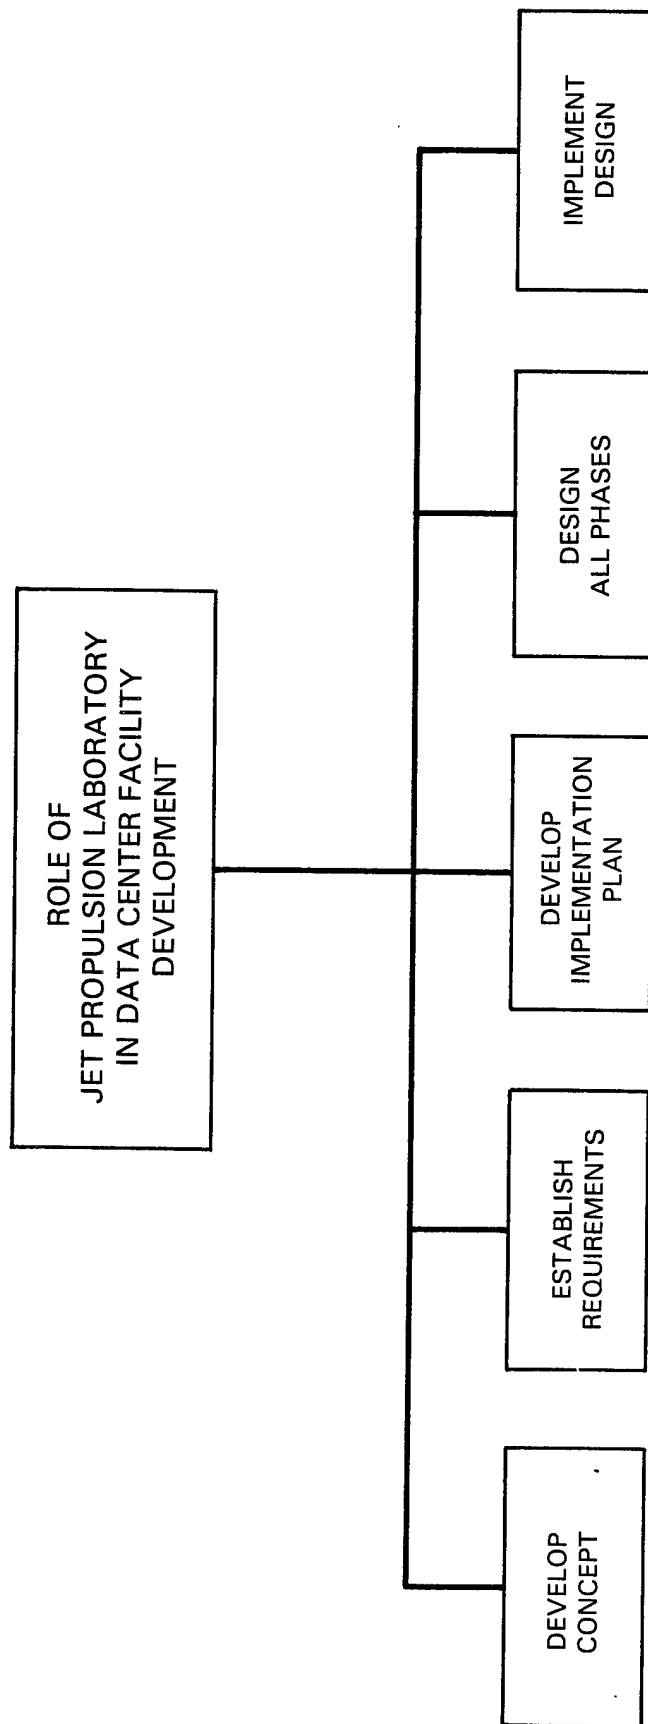 ROLE OF
JET PROPULSION LABORATORY
IN DATA CENTER FACILITY
DEVELOPMENT
DEVELOP
CONCEPT
ESTABLISH
REQUIREMENTS
DEVELOP
IMPLEMENTATION
PLAN
DESIGN
ALL PHASES
IMPLEMENT
DESIGN